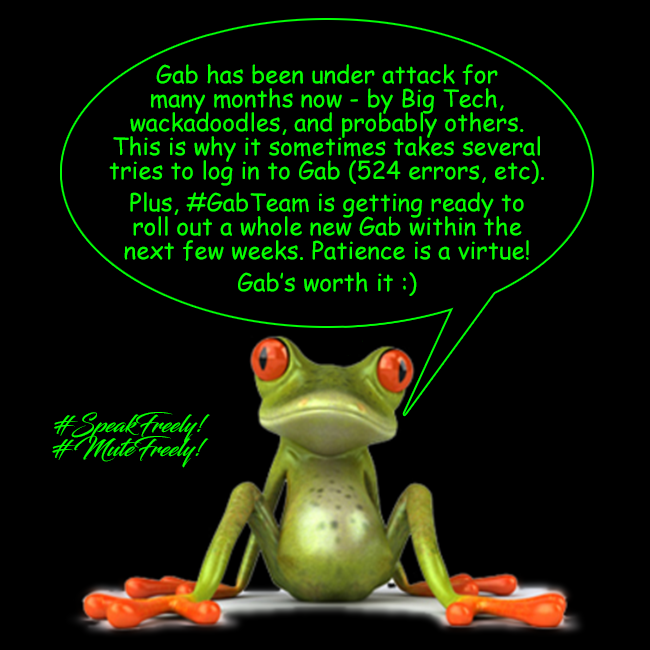 Gab has been under attack for
many months now - by Big Tech,
wackadoodles, and probably others.
This is why it sometimes takes several
tries to log in to Gab (524 errors, etc).
Plus, #GabTeam is getting ready to
roll out a whole new Gab within the
next few weeks. Patience is a virtue!
Gab's worth it :)
#SpeakFreely!
#MuteFreely!